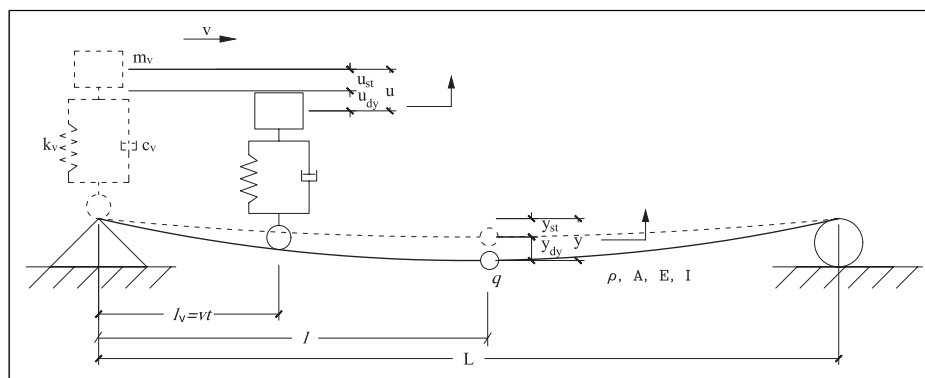 v
m_v
u_st
u
u_dy
k_v
c_v
y_st
y_dy
y
q
ρ, A, E, I
l_v=vt
l
L